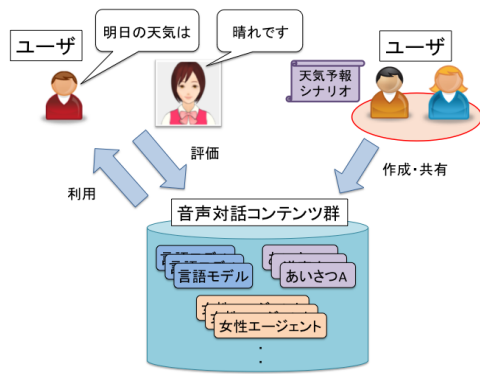 ユーザ
明日の天気は
晴れです
天気予報
シナリオ
ユーザ
評価
利用
作成・共有
音声対話コンテンツ群
言語モデル
あいさつA
女性エージェント